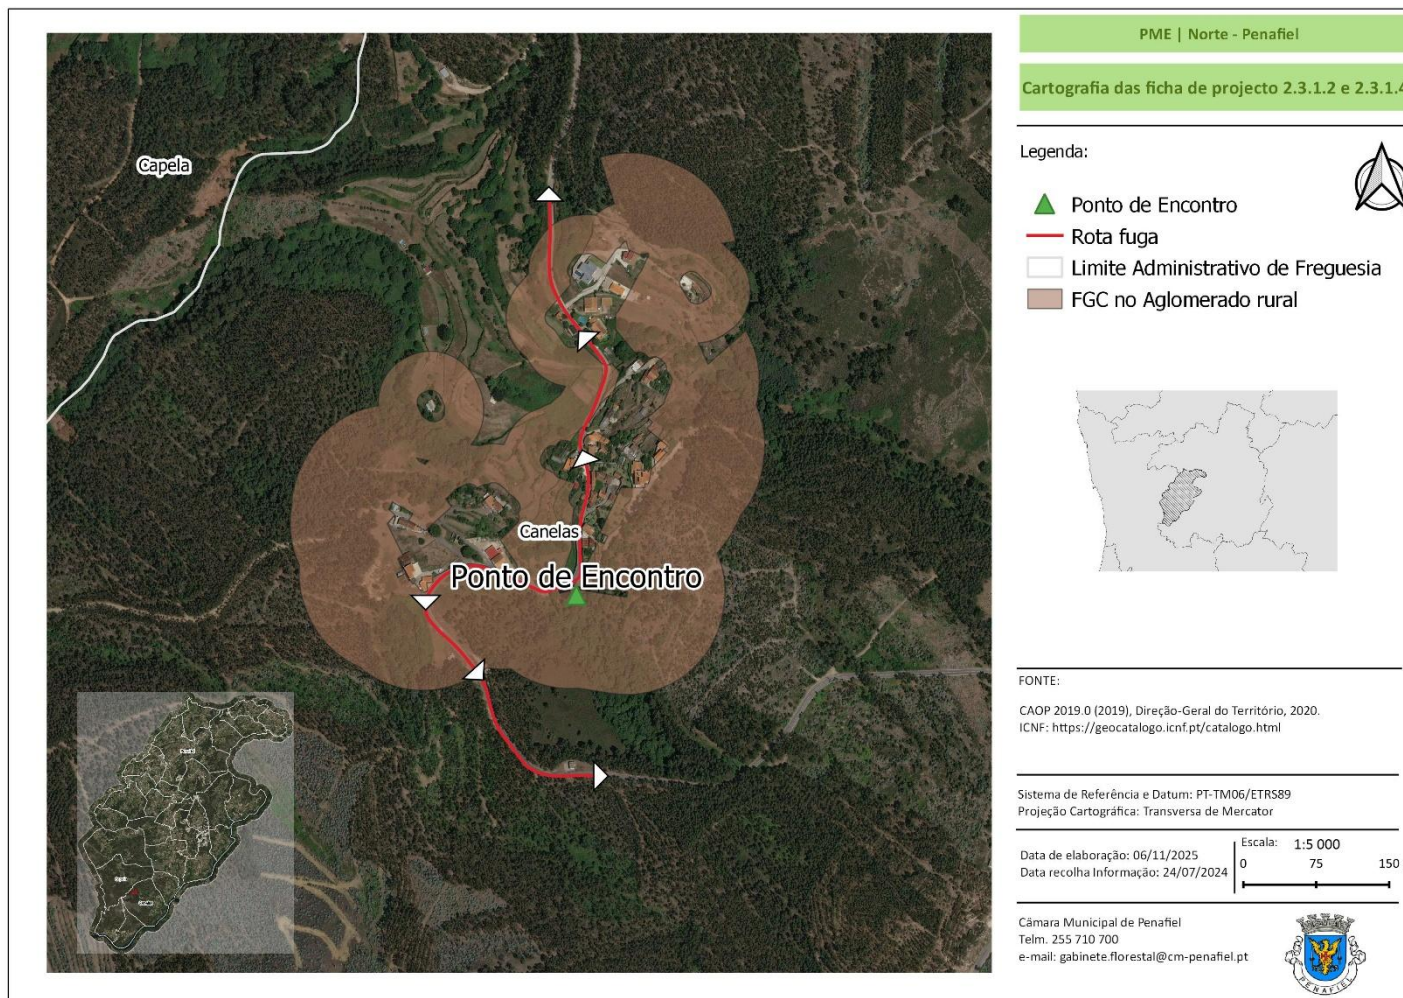 PME | Norte - Penafiel
Cartografia das ficha de projecto 2.3.1.2 e 2.3.1.4
Legenda:
Ponto de Encontro
Rota fuga
Limite Administrativo de Freguesia
FGC no Aglomerado rural
Capela
Canelas
Ponto de Encontro
FONTE:
CAOP 2019.0 (2019), Direção-Geral do Território, 2020.
ICNF: https://geocatalogo.icnf.pt/catalogo.html
Sistema de Referência e Datum: PT-TM06/ETRS89
Projeção Cartográfica: Transversa de Mercator
Data de elaboração: 06/11/2025
Data recolha Informação: 24/07/2024
Escala: 1:5 000
0 75 150
Câmara Municipal de Penafiel
Telm. 255 710 700
e-mail: gabinete.florestal@cm-penafiel.pt
PENAFIEL